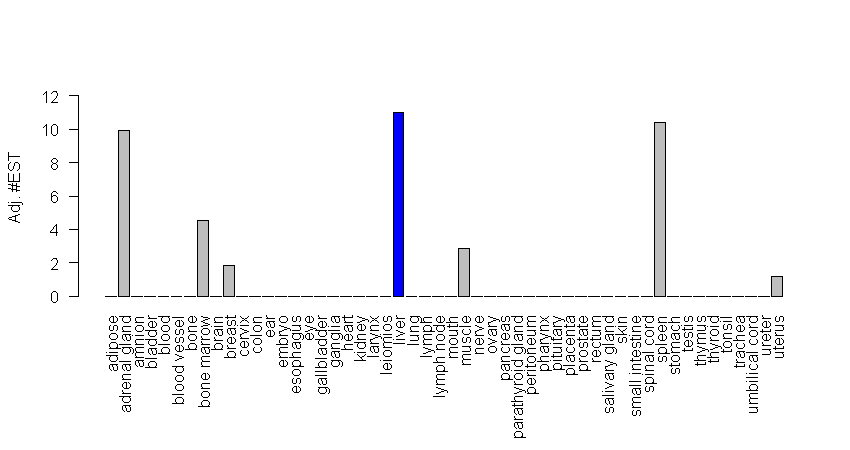 Adj. #EST
12
10
8
6
4
2
0
adipose
adrenal gland
amnion
bladder
blood
blood vessel
bone
bone marrow
brain
breast
cervix
colon
ear
embryo
esophagus
eye
gallbladder
ganglia
heart
kidney
larynx
leiomios
liver
lung
lymph
lymph node
mouth
muscle
nerve
ovary
pancreas
parathyroid gland
peritoneum
pharynx
pituitary
placenta
prostate
rectum
salivary gland
skin
small intestine
spinal cord
spleen
stomach
testis
thymus
thyroid
tonsil
trachea
umbilical cord
ureter
uterus